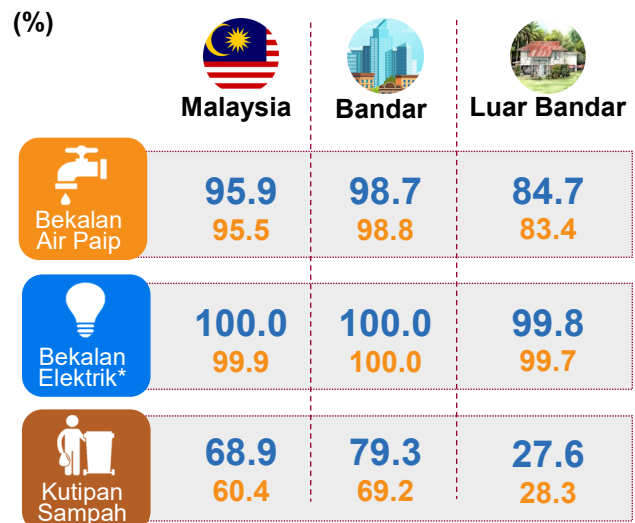 (%)
Malaysia Bandar Luar Bandar
Bekalan
Air Paip
95.9 98.7 84.7
95.5 98.8 83.4
Bekalan
Elektrik*
100.0 100.0 99.8
99.9 100.0 99.7
Kutipan
Sampah
68.9 79.3 27.6
60.4 69.2 28.3